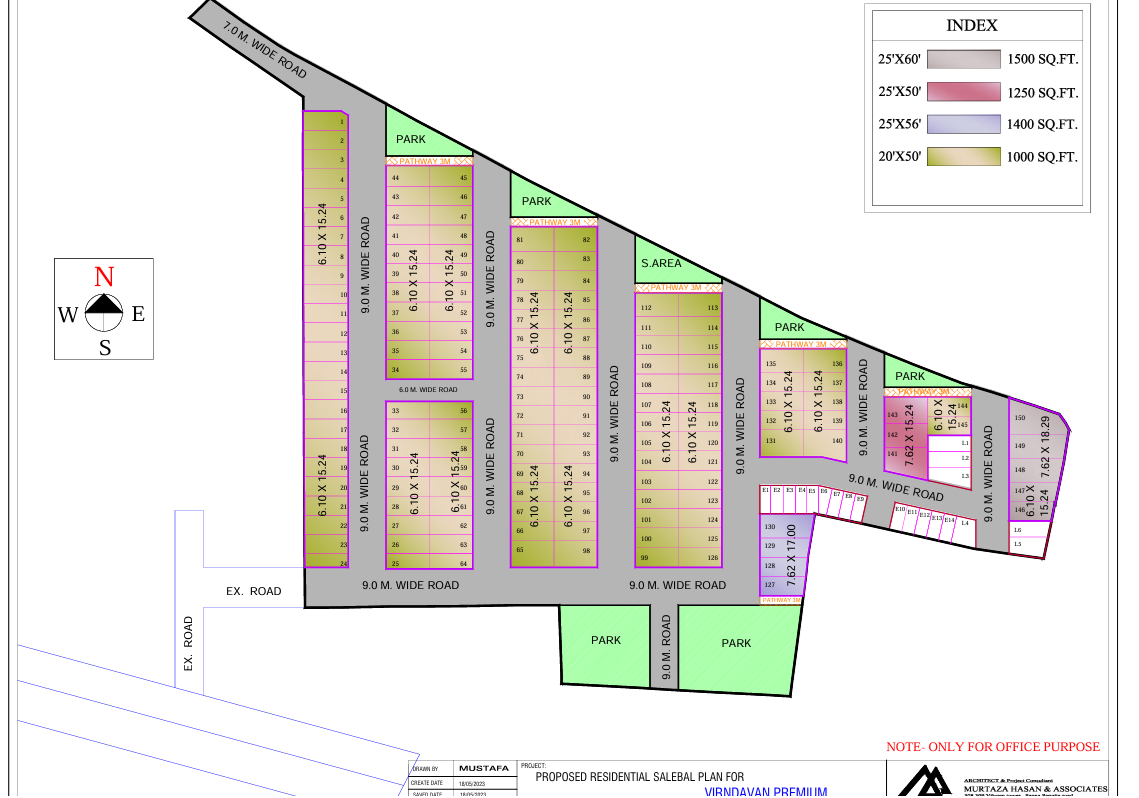 INDEX
25'X60' 1500 SQ.FT.
25'X50' 1250 SQ.FT.
25'X56' 1400 SQ.FT.
20'X50' 1000 SQ.FT.
7.0 M. WIDE ROAD
N
W E
S
1
2
3
4
5
6
7
8
9
10
11
12
13
14
15
16
17
18
19
20
21
22
23
24
6.10 X 15.24
6.10 X 15.24
9.0 M. WIDE ROAD
9.0 M. WIDE ROAD
PARK
PATHWAY 3M
44 45
43 46
42 47
41 48
40 49
39 50
38 51
37 52
36 53
35 54
34 55
6.10 X 15.24
6.10 X 15.24
6.0 M. WIDE ROAD
33 56
32 57
31 58
30 59
29 60
28 61
27 62
26 63
25 64
6.10 X 15.24
6.10 X 15.24
9.0 M. WIDE ROAD
9.0 M. WIDE ROAD
PARK
PATHWAY 3M
81 82
80 83
79 84
78 85
77 86
76 87
75 88
74 89
73 90
72 91
71 92
70 93
69 94
68 95
67 96
66 97
65 98
6.10 X 15.24
6.10 X 15.24
6.10 X 15.24
6.10 X 15.24
9.0 M. WIDE ROAD
S.AREA
PATHWAY 3M
112 113
111 114
110 115
109 116
108 117
107 118
106 119
105 120
104 121
103 122
102 123
101 124
100 125
99 126
6.10 X 15.24
6.10 X 15.24
9.0 M. WIDE ROAD
PARK
PATHWAY 3M
135 136
134 137
133 138
132 139
131 140
6.10 X 15.24
6.10 X 15.24
9.0 M. WIDE ROAD
PARK
PATHWAY 3M
143 144
142 145
141
7.62 X 15.24
6.10 X
15.24
L1
L2
L3
9.0 M. WIDE ROAD
9.0 M. WIDE ROAD
150
149
148
147
146
7.62 X 18.29
6.10 X
15.24
L6
L5
E1 E2 E3 E4 E5 E6 E7 E8 E9
E10 E11 E12 E13 E14 L4
130
129
128
127
7.62 X 17.00
PATHWAY 3M
9.0 M. WIDE ROAD
9.0 M. WIDE ROAD
EX. ROAD
EX. ROAD
PARK
9.0 M. ROAD
PARK
NOTE- ONLY FOR OFFICE PURPOSE
DRAWN BY MUSTAFA
CREATE DATE 18/05/2023
SAVED DATE 18/05/2023
PROJECT:
PROPOSED RESIDENTIAL SALEBAL PLAN FOR
VIRNDAVAN PREMIUM
ARCHITECT & Project Consultant
MURTAZA HASAN & ASSOCIATES